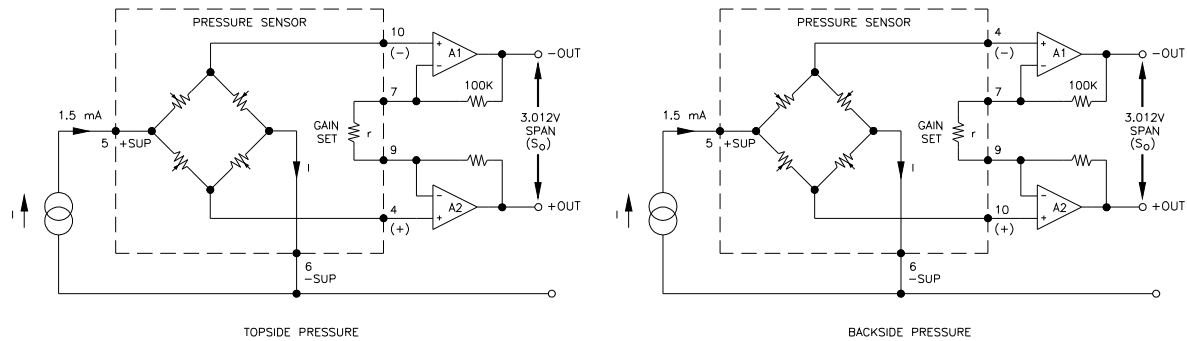 PRESSURE SENSOR
10
(−)
+
A1
−
−OUT
100K
7
1.5 mA
5
+SUP
GAIN
SET
r
3.012V
SPAN
(SO)
I
9
−
A2
+
+OUT
4
(+)
I
6
−SUP
TOPSIDE PRESSURE
PRESSURE SENSOR
4
(−)
+
A1
−
−OUT
100K
7
1.5 mA
5
+SUP
GAIN
SET
r
3.012V
SPAN
(SO)
I
9
−
A2
+
+OUT
10
(+)
I
6
−SUP
BACKSIDE PRESSURE